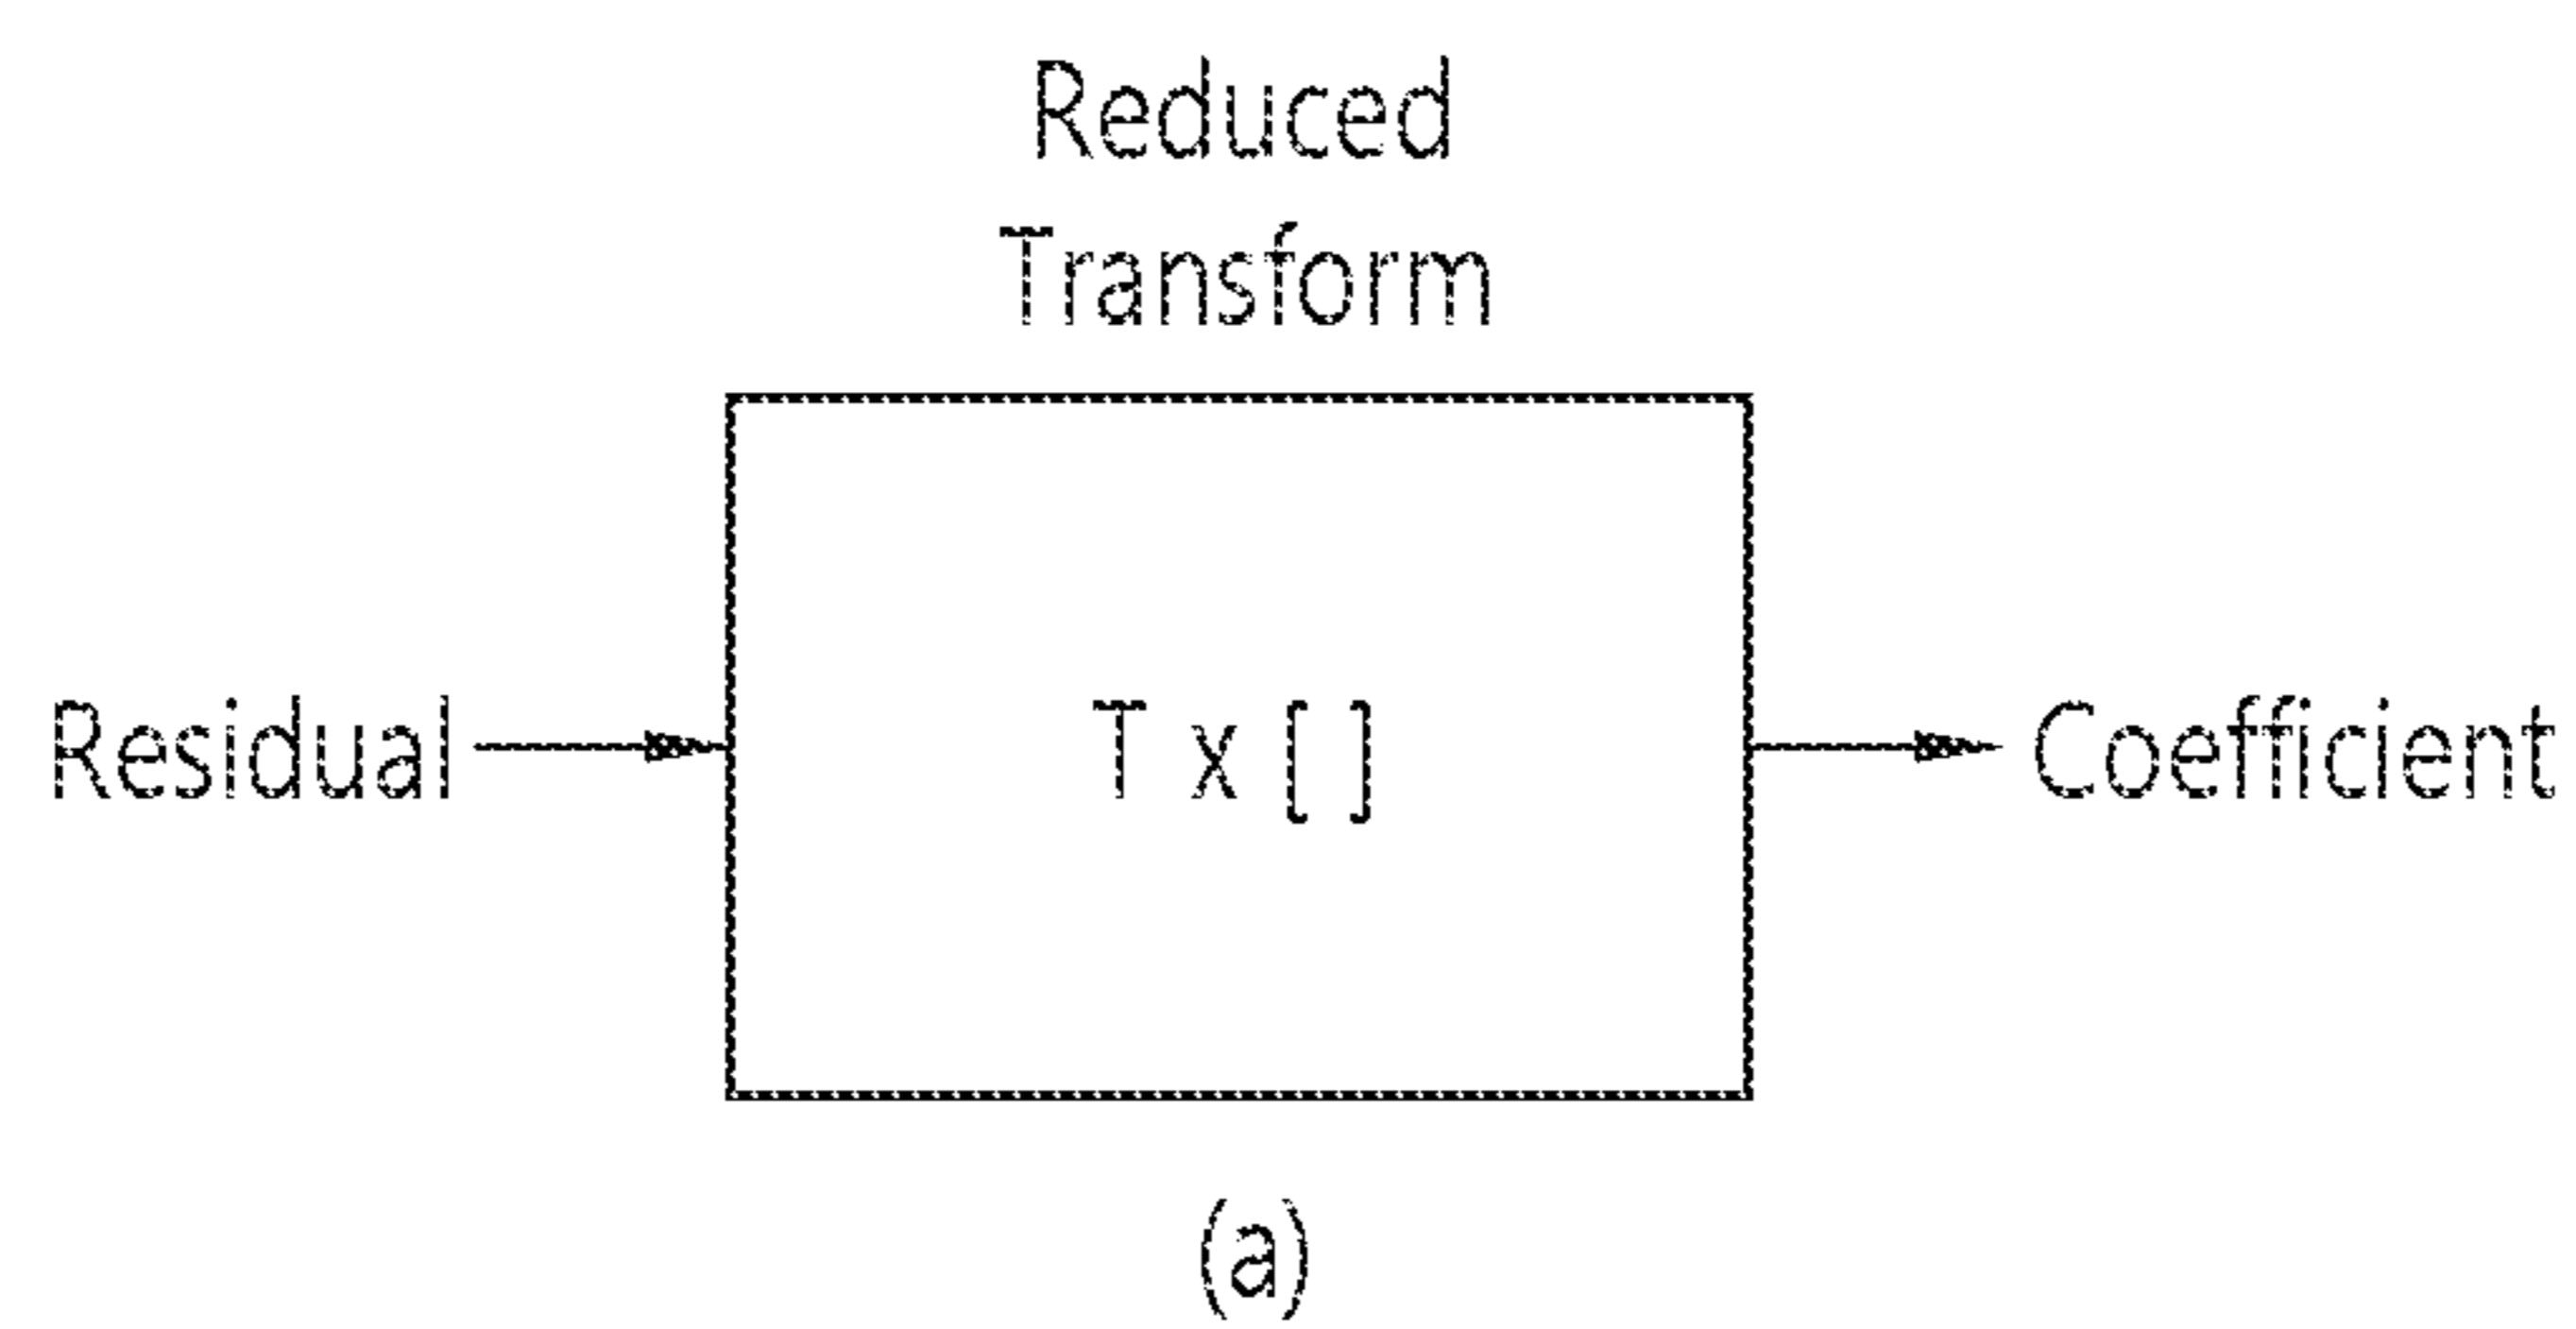 Reduced
Transform
Residual
T x [ ]
Coefficient
(a)